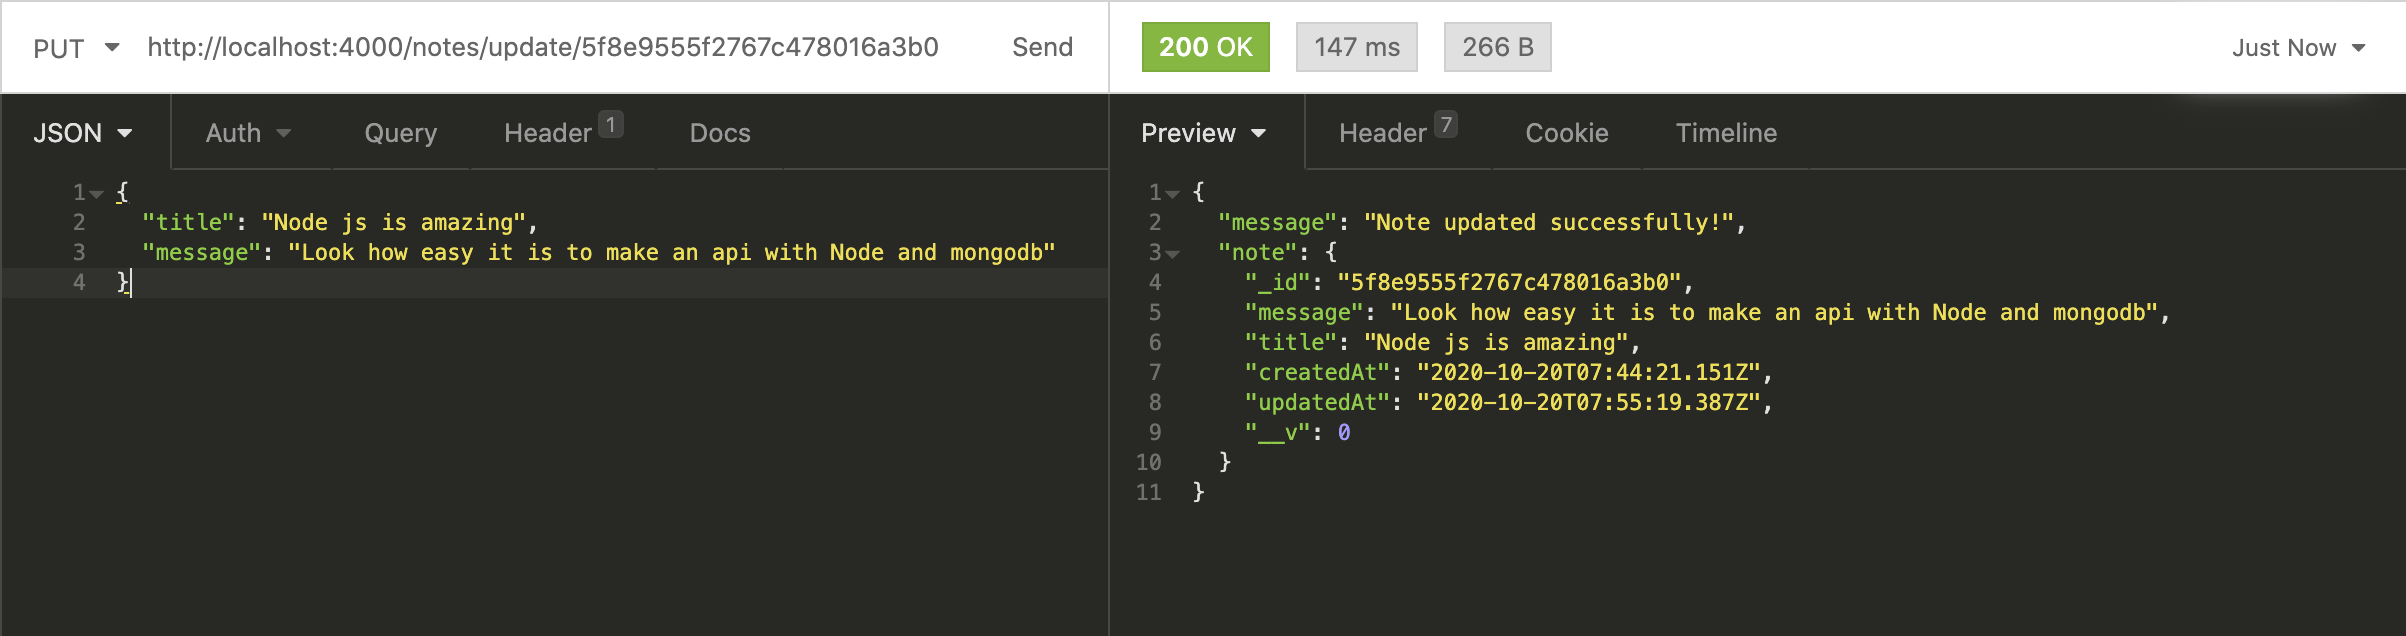 PUT http://localhost:4000/notes/update/5f8e9555f2767c478016a3b0 Send
200 OK 147 ms 266 B Just Now
JSON Auth Query Header 1 Docs
Preview Header 7 Cookie Timeline
1 {
2 "title": "Node js is amazing",
3 "message": "Look how easy it is to make an api with Node and mongodb"
4 }
1 {
2 "message": "Note updated successfully!",
3 "note": {
4 "_id": "5f8e9555f2767c478016a3b0",
5 "message": "Look how easy it is to make an api with Node and mongodb",
6 "title": "Node js is amazing",
7 "createdAt": "2020-10-20T07:44:21.151Z",
8 "updatedAt": "2020-10-20T07:55:19.387Z",
9 "__v": 0
10 }
11 }